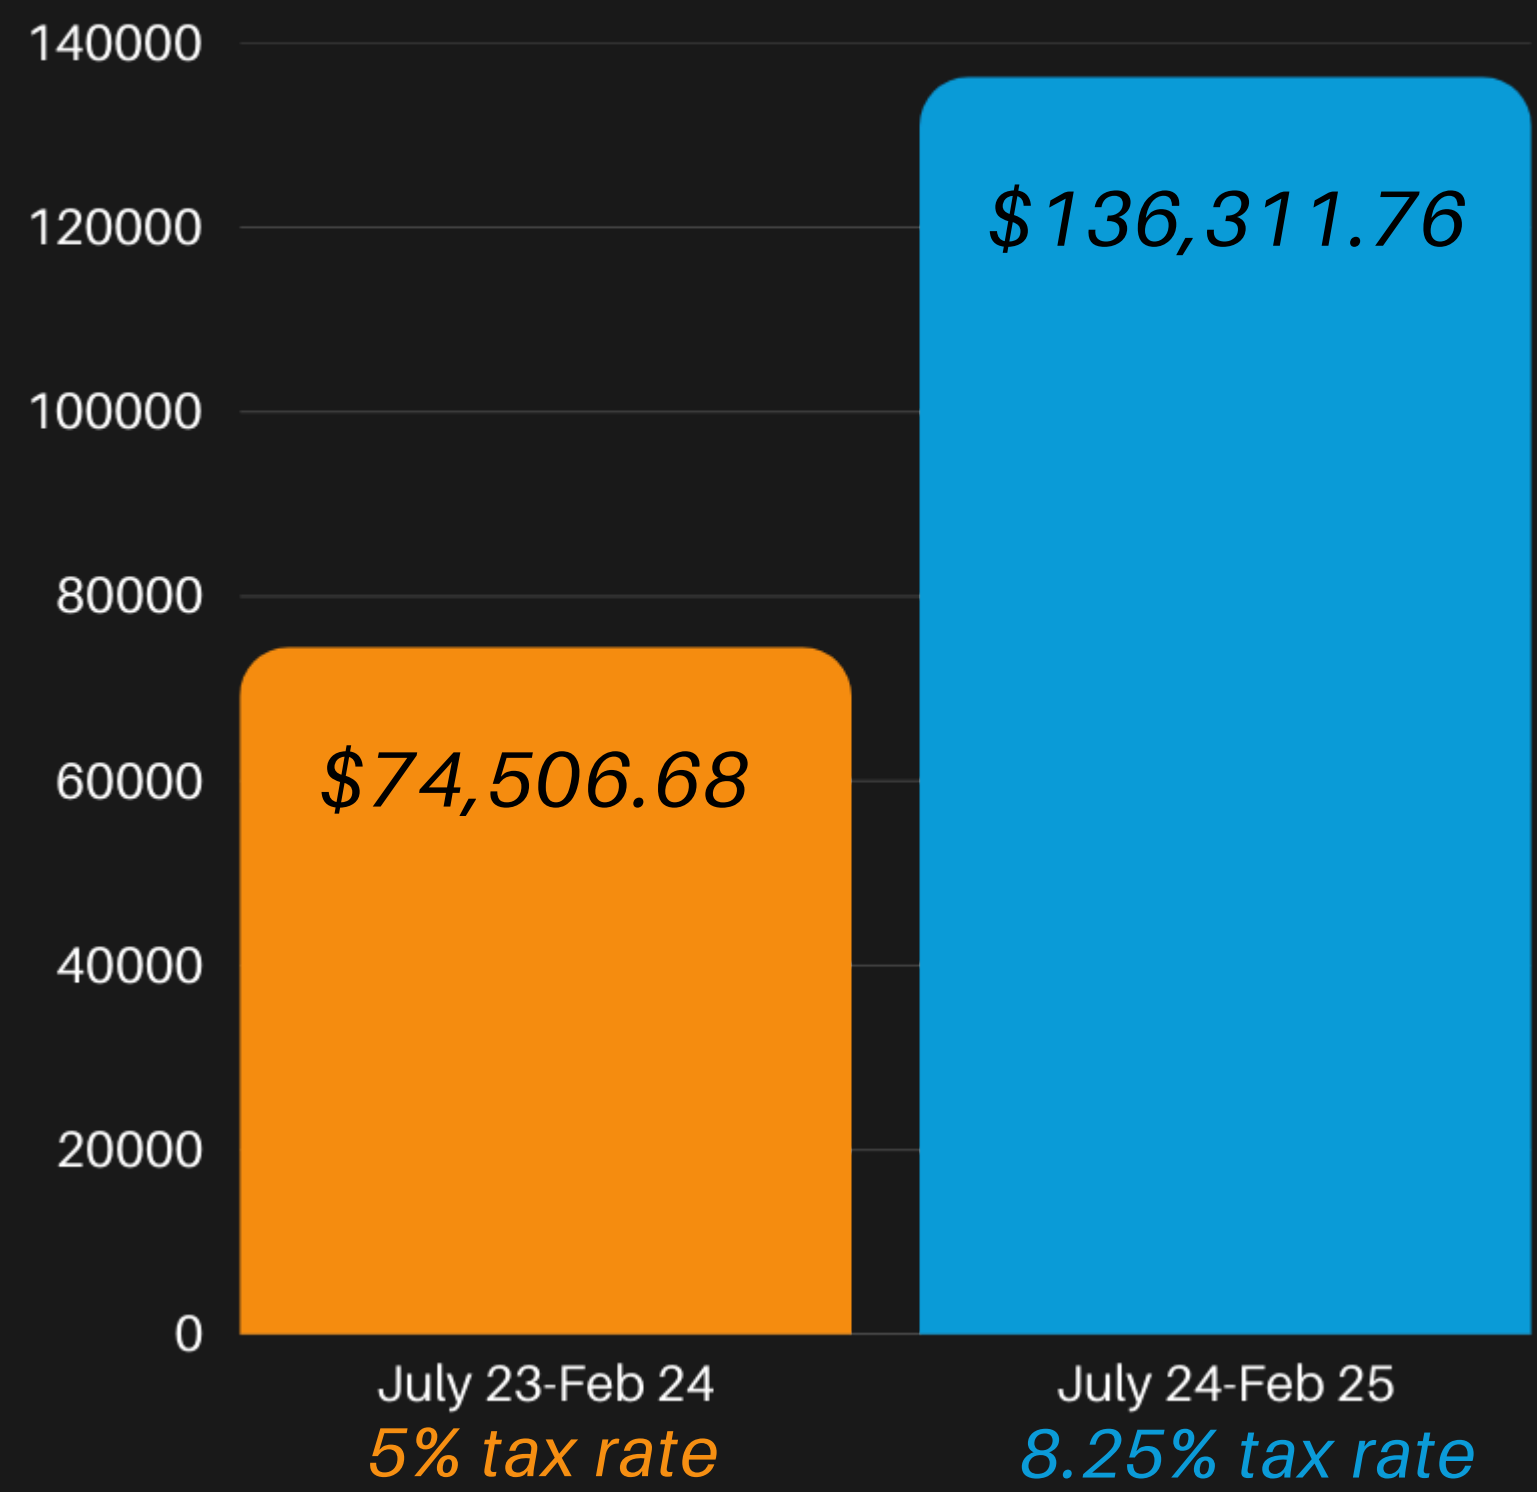 140000
120000
100000
80000
60000
40000
20000
0
$74,506.68
$136,311.76
July 23-Feb 24
July 24-Feb 25
5% tax rate
8.25% tax rate